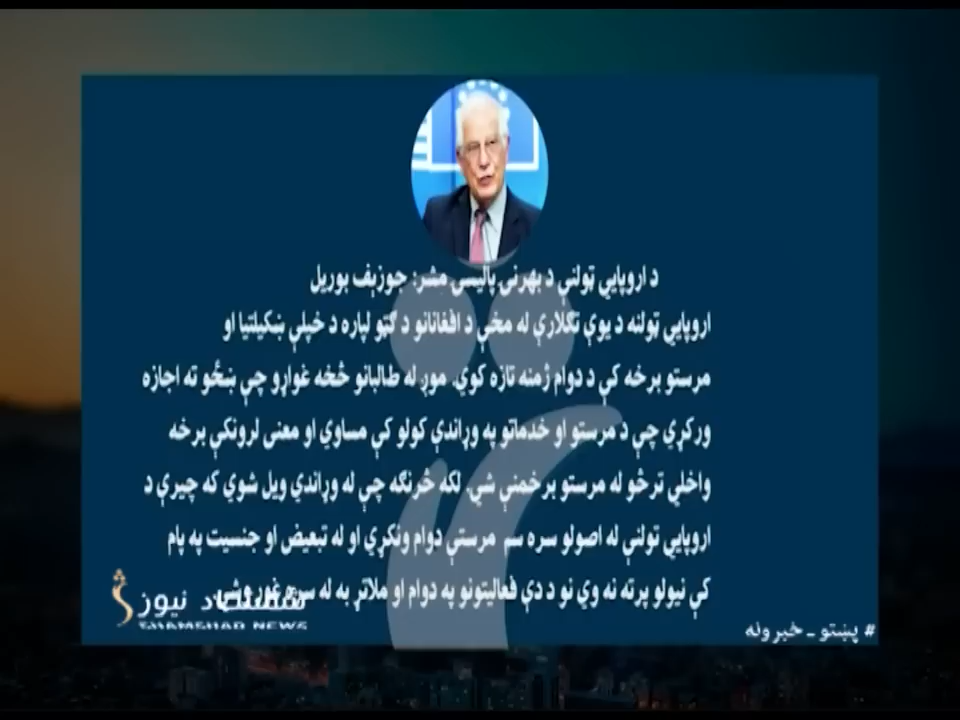 د اروپايي ټولنې د بهرنۍ پاليسۍ مشر: جوزېف بوريل
اروپايي ټولنه د يوې تګلارې له مخې د افغانانو د ګټو لپاره د خپلې ښکېلتيا او
مرستو برخه کې د دوام ژمنه تازه کوي. موږ له طالبانو څخه غواړو چې ښځو ته اجازه
ورکړي چې د مرستو او خدماتو په وړاندې کولو کې مساوي او معنی لرونکې برخه
واخلي ترڅو له مرستو برخمنې شي. لکه څرنګه چې له وړاندې ويل شوي که چيرې د
اروپايي ټولنې له اصولو سره سم مرستې دوام ونکړي او له تبعيض او جنسيت په پام
کې نيولو پرته نه وي نو د دې فعاليتونو په دوام او ملاتړ به له سره غور وشي.
شمشاد نيوز
SHAMSHAD NEWS
# پښتو ـ خبرونه